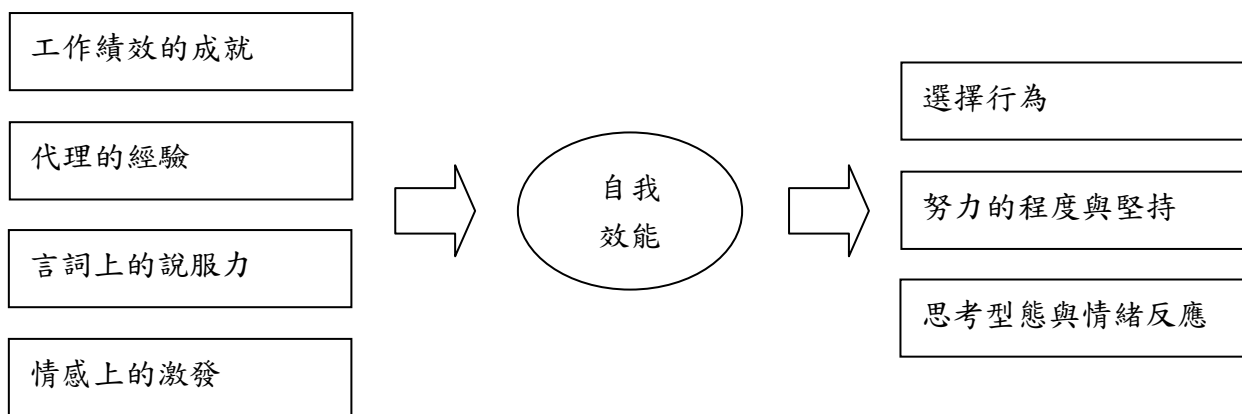 工作績效的成就
代理的經驗
言詞上的說服力
情感上的激發
自我
效能
選擇行為
努力的程度與堅持
思考型態與情緒反應